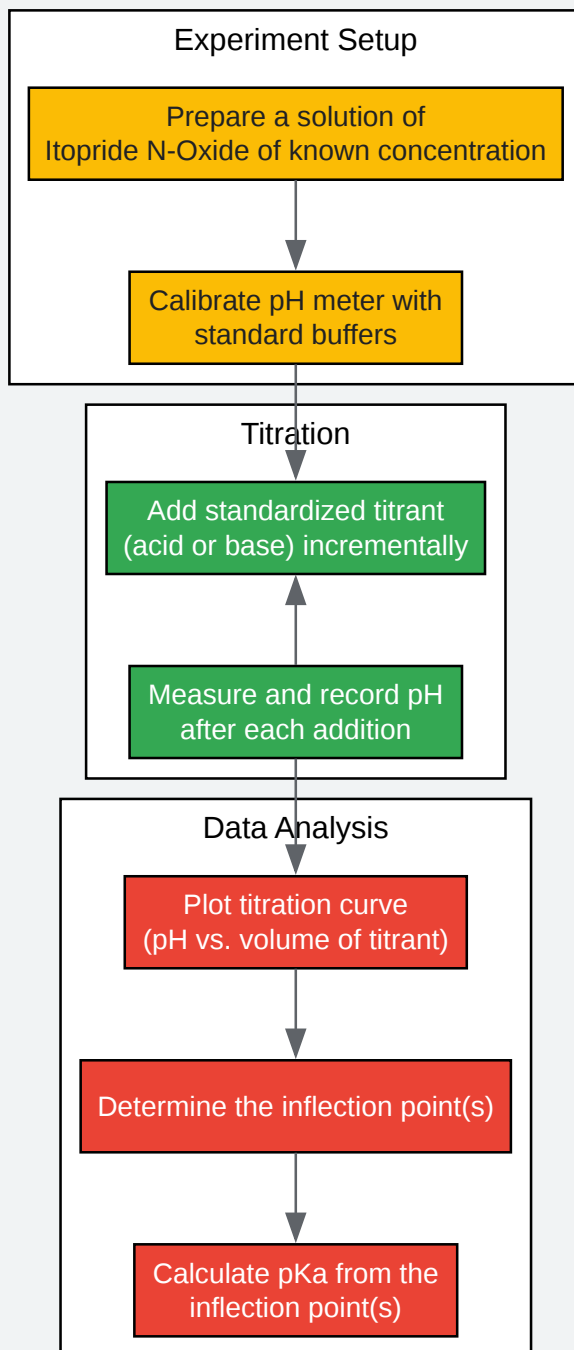 Experiment Setup
Prepare a solution of
Itopride N-Oxide of known concentration
Calibrate pH meter with
standard buffers
Titration
Add standardized titrant
(acid or base) incrementally
Measure and record pH
after each addition
Data Analysis
Plot titration curve
(pH vs. volume of titrant)
Determine the inflection point(s)
Calculate pKa from the
inflection point(s)